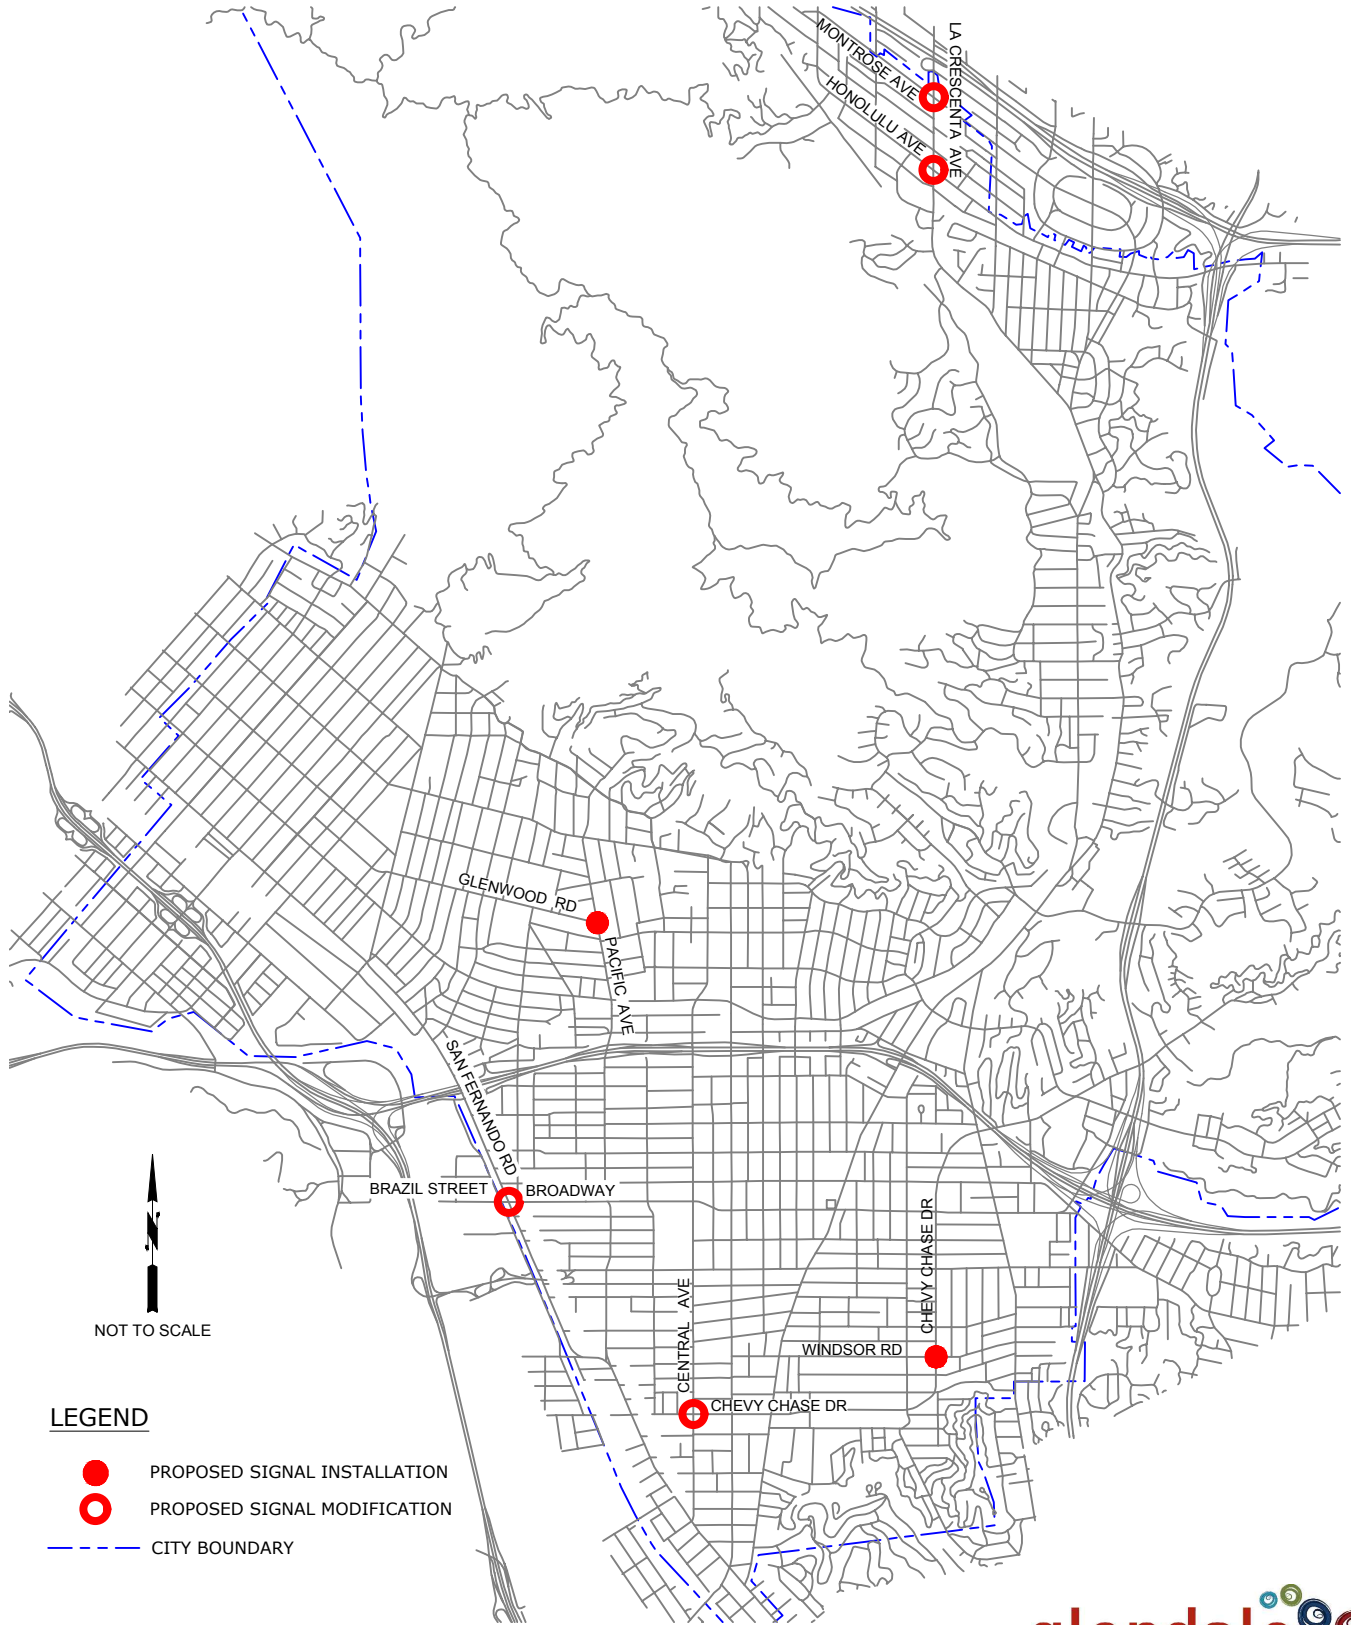 LA CRESCENTA AVE
MONTROSE AVE
HONOLULU AVE
GLENWOOD RD
PACIFIC AVE
SAN FERNANDO RD
BRAZIL STREET
BROADWAY
CHEVY CHASE DR
CENTRAL AVE
WINDSOR RD
CHEVY CHASE DR
N
NOT TO SCALE
LEGEND
PROPOSED SIGNAL INSTALLATION
PROPOSED SIGNAL MODIFICATION
CITY BOUNDARY